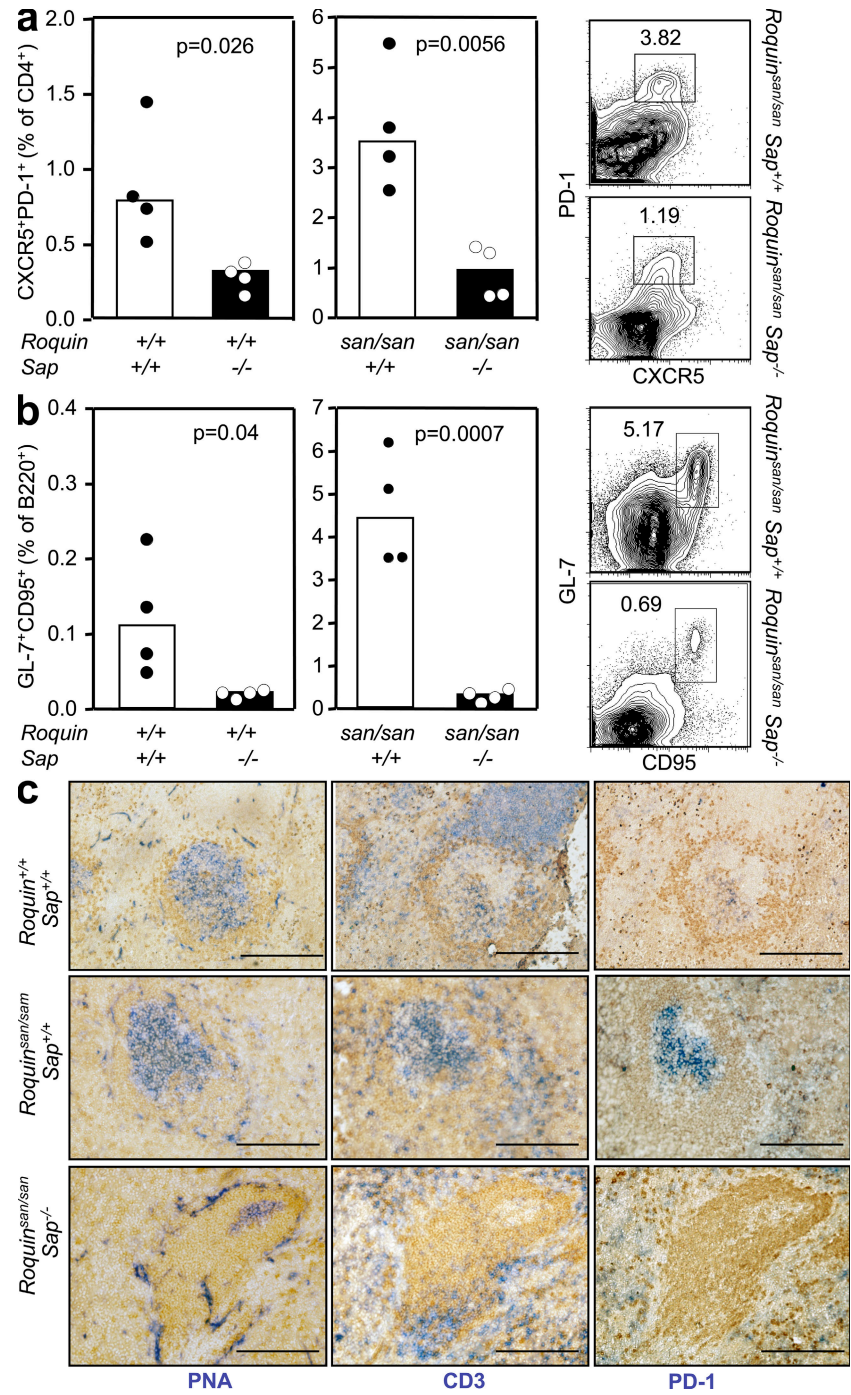 a
CXCR5+PD-1+ (% of CD4+)
2.0
1.5
1.0
0.5
0.0
p=0.026
6
5
4
3
2
1
0
p=0.0056
Roquin +/+ +/+ san/san san/san
Sap +/+ -/- +/+ -/-
PD-1
3.82
Roquin^san/san Sap^+/+
1.19
Roquin^san/san Sap^-/-
CXCR5
b
GL-7+CD95+ (% of B220+)
0.4
0.3
0.2
0.1
0.0
p=0.04
7
6
5
4
3
2
1
0
p=0.0007
Roquin +/+ +/+ san/san san/san
Sap +/+ -/- +/+ -/-
GL-7
5.17
Roquin^san/san Sap^+/+
0.69
Roquin^san/san Sap^-/-
CD95
c
Roquin^+/+
Sap^+/+
Roquin^san/sam
Sap^+/+
Roquin^san/san
Sap^-/-
PNA CD3 PD-1